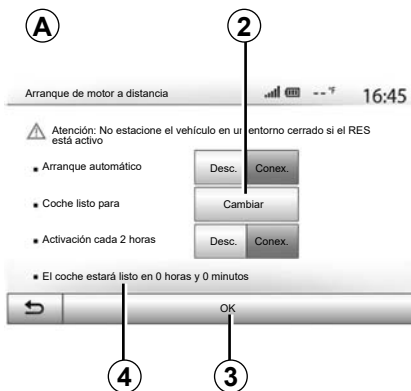 A
2
Arranque de motor a distancia
--°F
16:45
Atención: No estacione el vehículo en un entorno cerrado si el RES
está activo
Arranque automático
Desc. Conex.
Coche listo para
Cambiar
Activación cada 2 horas
Desc. Conex.
El coche estará listo en 0 horas y 0 minutos
OK
4
3